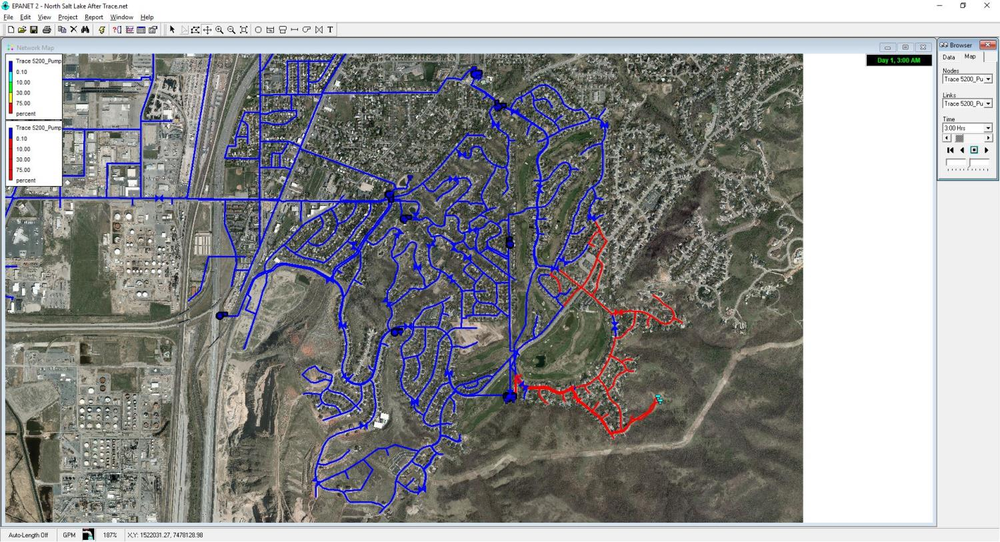 EPANET 2 - North Salt Lake After Trace.net
File Edit View Project Report Window Help
T
Network Map
Trace 5200_Pump
0.10
10.00
30.00
75.00
percent
Trace 5200_Pump
0.10
10.00
30.00
75.00
percent
Day 1, 3:00 AM
Browser
Data Map
Nodes
Trace 5200_Pu
Links
Trace 5200_Pu
Time
3:00 Hrs
Auto-Length Off GPM 187% X,Y: 1522031.27, 7478128.98